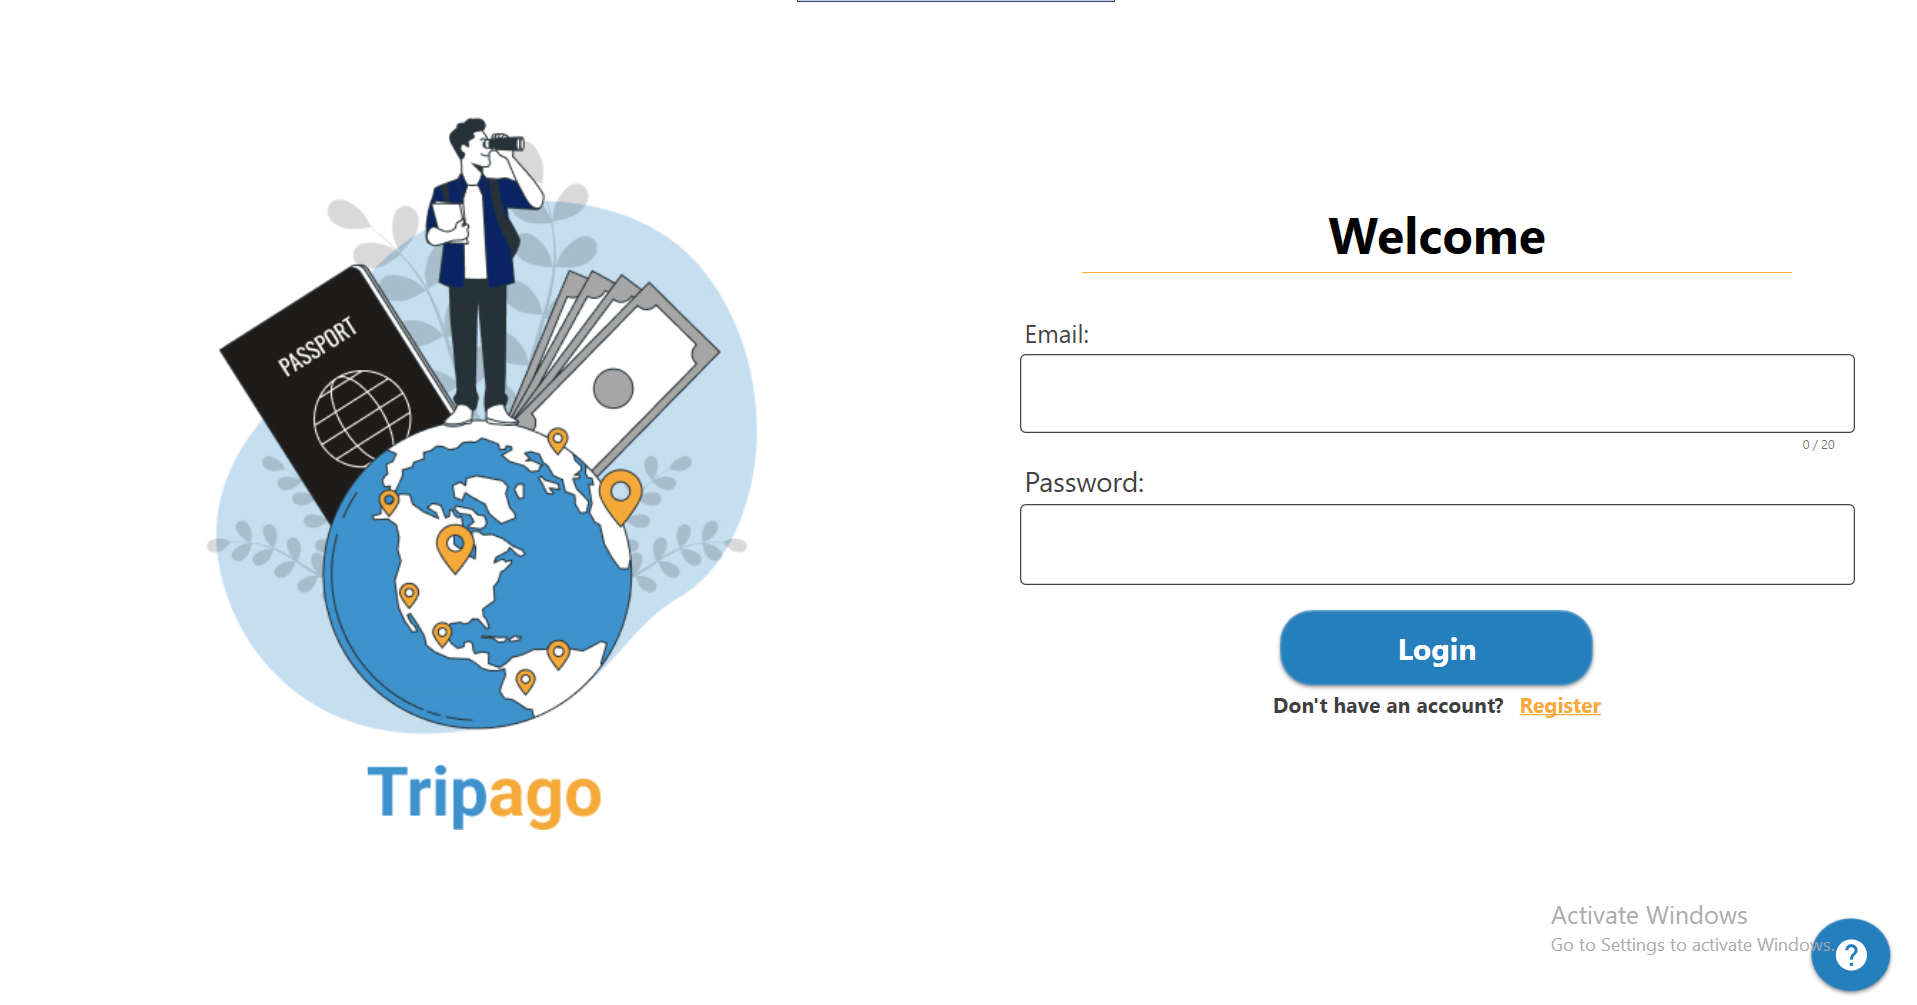 PASSPORT
Tripago
Welcome
Email:
0 / 20
Password:
Login
Don't have an account? Register
Activate Windows
Go to Settings to activate Windows.
?